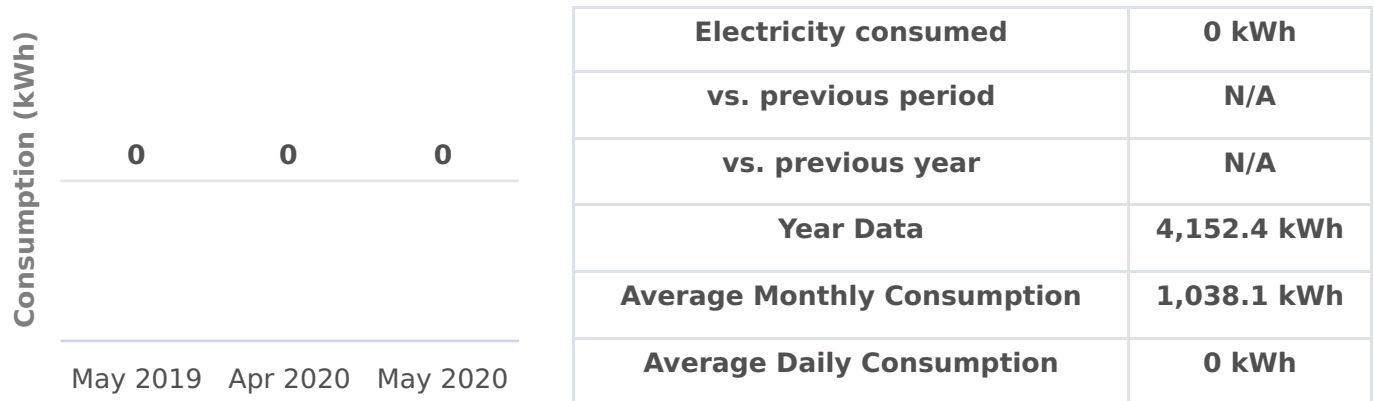 Consumption (kWh)
0 0 0
May 2019 Apr 2020 May 2020
Electricity consumed 0 kWh
vs. previous period N/A
vs. previous year N/A
Year Data 4,152.4 kWh
Average Monthly Consumption 1,038.1 kWh
Average Daily Consumption 0 kWh